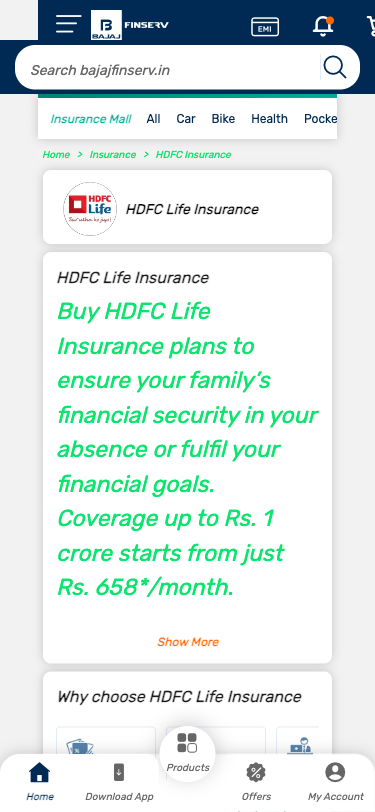 BAJAJ FINSERV
EMI
Search bajajfinserv.in
Insurance Mall All Car Bike Health Pocke
Home > Insurance > HDFC Insurance
HDFC Life
Sar utha ke jiyo!
HDFC Life Insurance
HDFC Life Insurance
Buy HDFC Life
Insurance plans to
ensure your family’s
financial security in your
absence or fulfil your
financial goals.
Coverage up to Rs. 1
crore starts from just
Rs. 658*/month.
Show More
Why choose HDFC Life Insurance
Home Download App Products Offers My Account